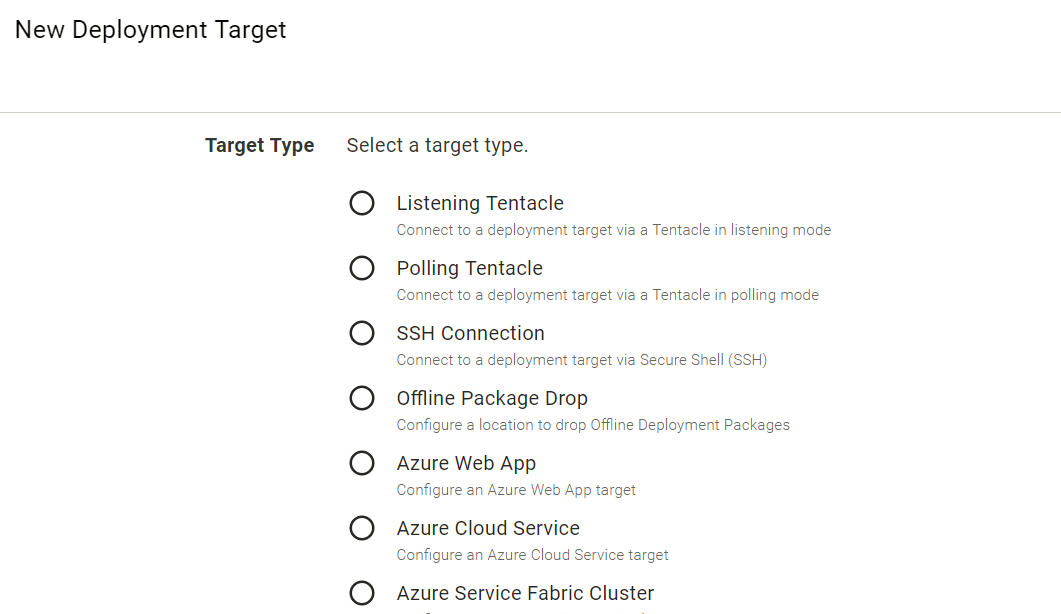 New Deployment Target
Target Type Select a target type.
Listening Tentacle
Connect to a deployment target via a Tentacle in listening mode
Polling Tentacle
Connect to a deployment target via a Tentacle in polling mode
SSH Connection
Connect to a deployment target via Secure Shell (SSH)
Offline Package Drop
Configure a location to drop Offline Deployment Packages
Azure Web App
Configure an Azure Web App target
Azure Cloud Service
Configure an Azure Cloud Service target
Azure Service Fabric Cluster